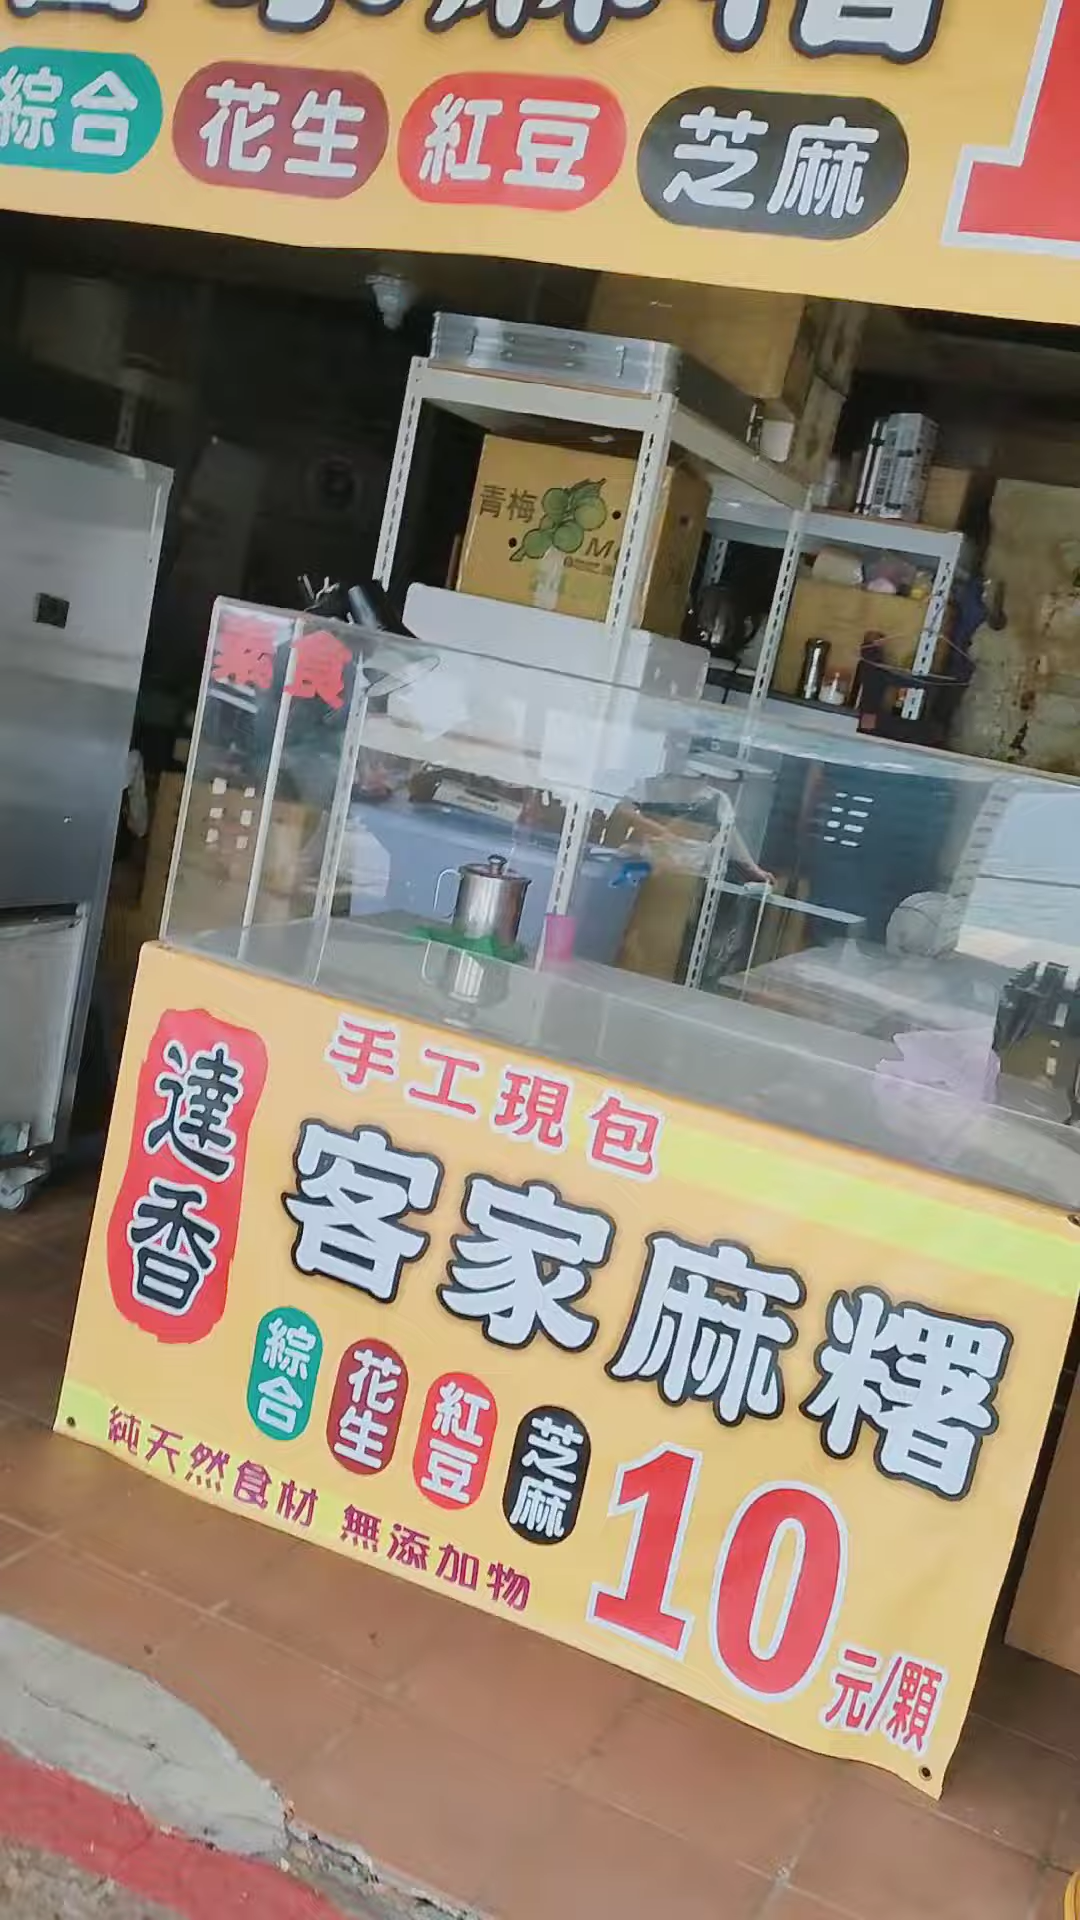 綜合 花生 紅豆 芝麻
青梅
素食
達香
手工現包
客家麻糬
綜合 花生 紅豆 芝麻
10元/顆
純天然食材 無添加物